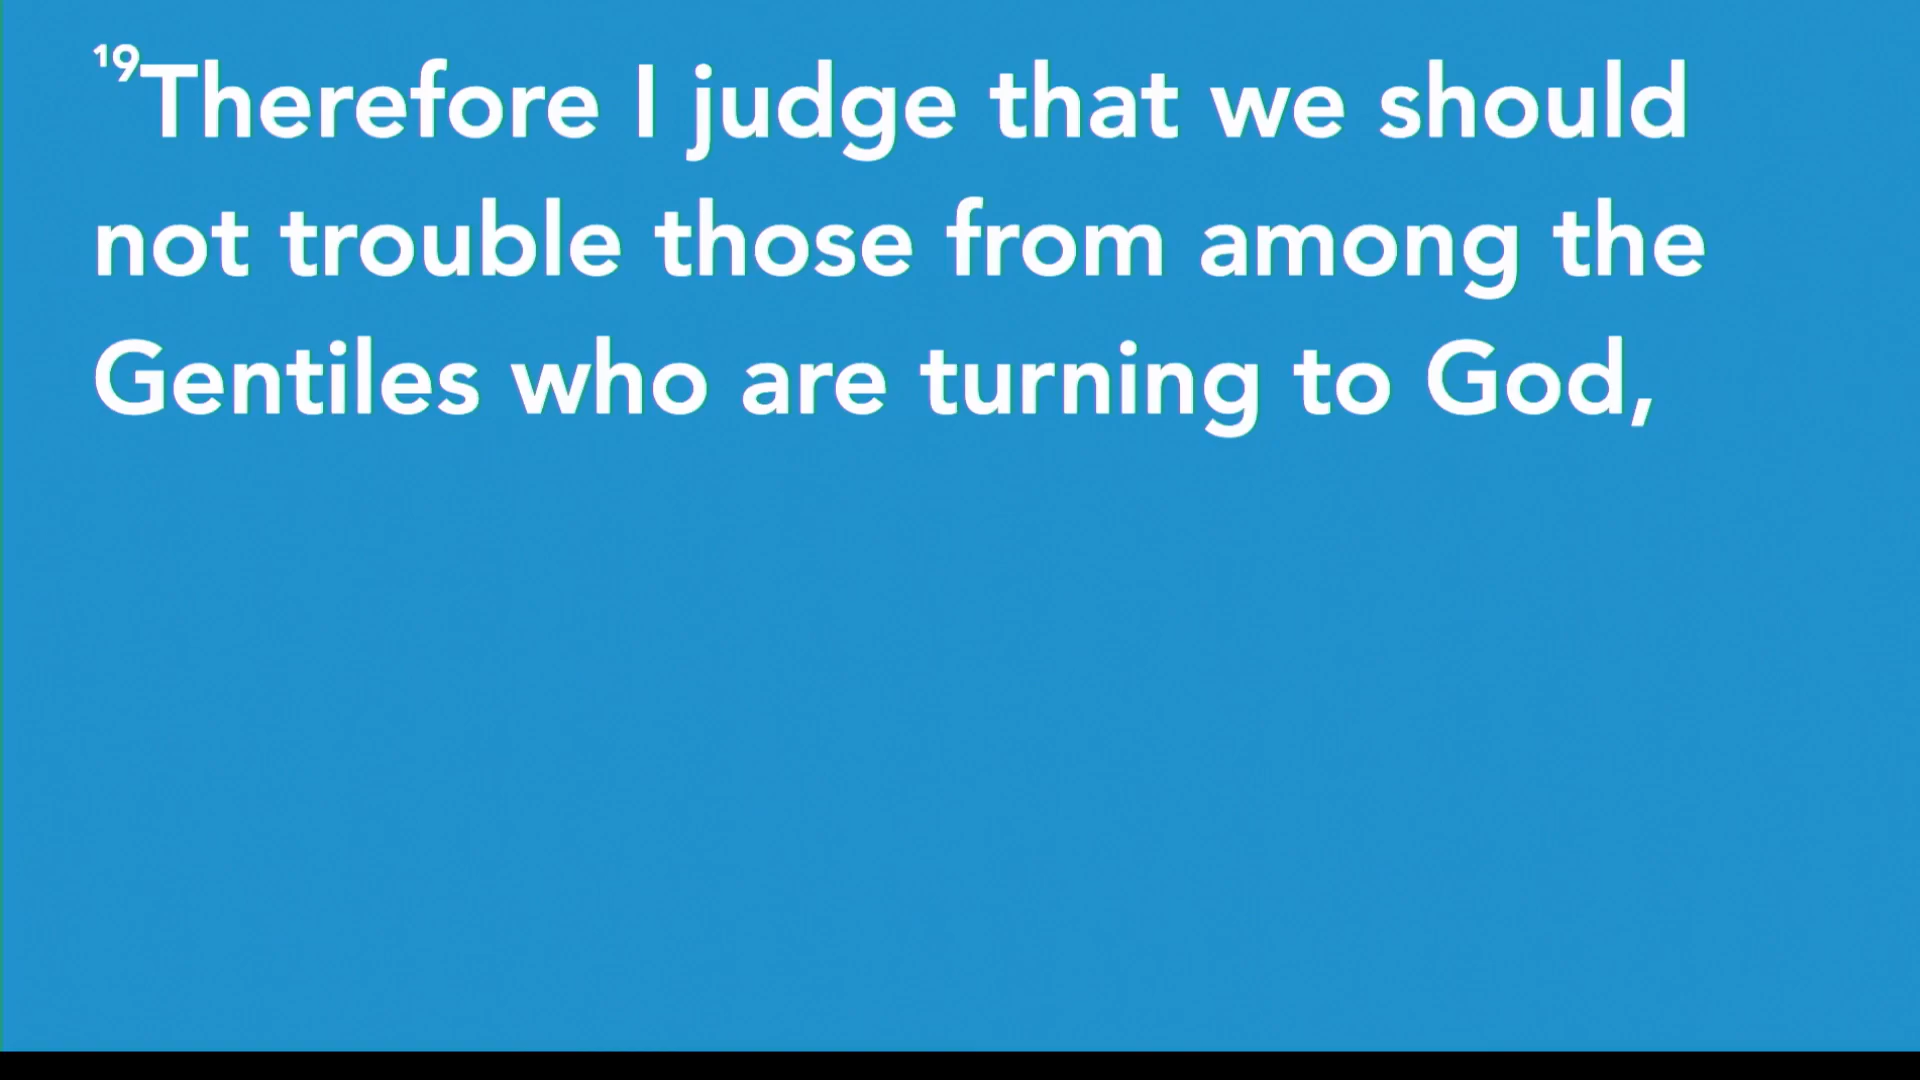 ¹⁹Therefore I judge that we should
not trouble those from among the
Gentiles who are turning to God,